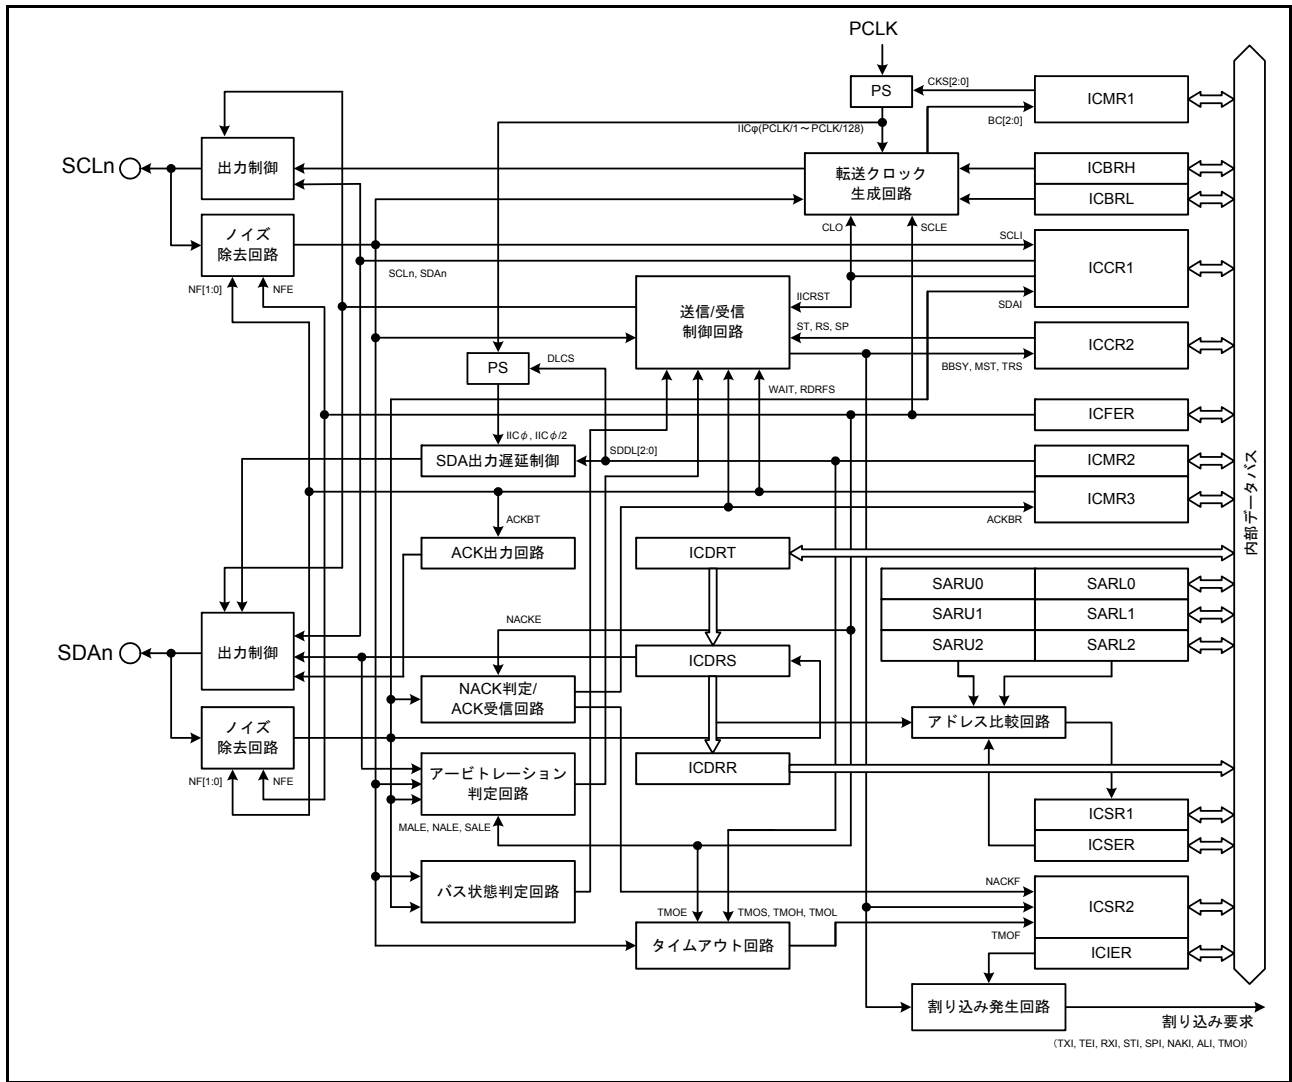 PCLK
PS
CKS[2:0]
ICMR1
BC[2:0]
IICφ(PCLK/1～PCLK/128)
SCLn
出力制御
転送クロック
生成回路
ICBRH
ICBRL
ノイズ
除去回路
CLO
SCLE
SCLI
ICCR1
SCLn, SDAn
NF[1:0]
NFE
送信/受信
制御回路
IICRST
SDAI
ST, RS, SP
ICCR2
BBSY, MST, TRS
PS
DLCS
WAIT, RDRFS
ICFER
IICφ, IICφ/2
SDA出力遅延制御
SDDL[2:0]
ICMR2
ICMR3
ACKBT
ACKBR
ACK出力回路
ICDRT
内部データバス
SARU0
SARL0
SARU1
SARL1
SARU2
SARL2
NACKE
SDAn
出力制御
ICDRS
NACK判定/
ACK受信回路
アドレス比較回路
ノイズ
除去回路
NF[1:0]
NFE
アービトレーション
判定回路
ICDRR
MALE, NALE, SALE
ICSR1
ICSER
バス状態判定回路
NACKF
ICSR2
TMOE
TMOS, TMOH, TMOL
TMOF
タイムアウト回路
ICIER
割り込み発生回路
割り込み要求
(TXI, TEI, RXI, STI, SPI, NAKI, ALI, TMOI)